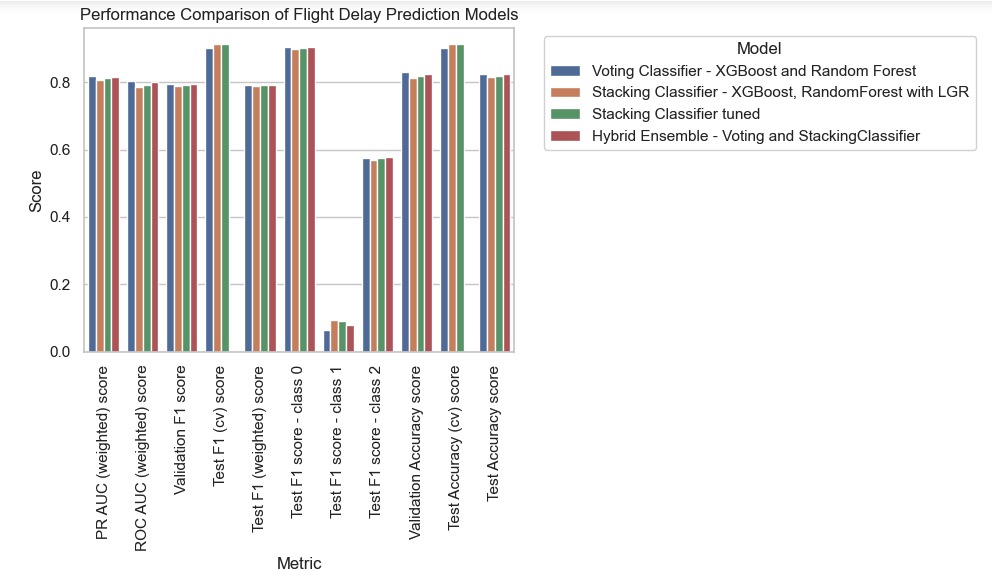 Performance Comparison of Flight Delay Prediction Models
Model
Voting Classifier - XGBoost and Random Forest
Stacking Classifier - XGBoost, RandomForest with LGR
Stacking Classifier tuned
Hybrid Ensemble - Voting and StackingClassifier
Score
0.8
0.6
0.4
0.2
0.0
PR AUC (weighted) score
ROC AUC (weighted) score
Validation F1 score
Test F1 (cv) score
Test F1 (weighted) score
Test F1 score - class 0
Test F1 score - class 1
Test F1 score - class 2
Validation Accuracy score
Test Accuracy (cv) score
Test Accuracy score
Metric